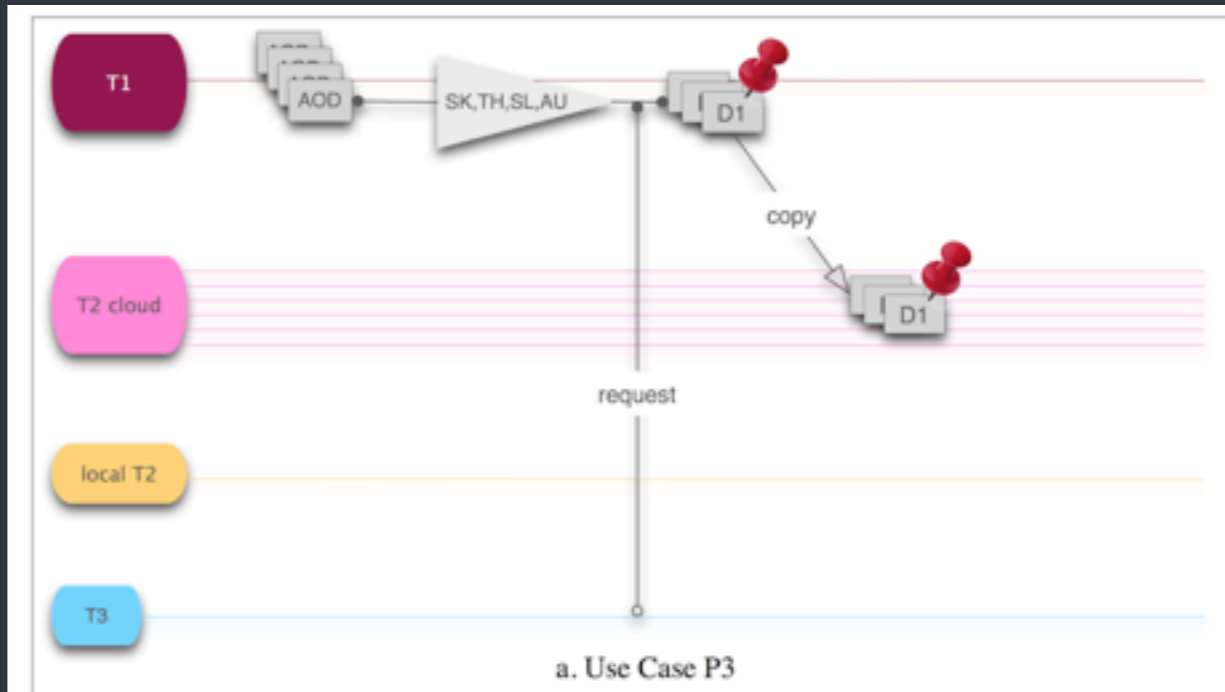 T1
AOD
SK,TH,SL,AU
D1
copy
T2 cloud
D1
request
local T2
T3
a. Use Case P3